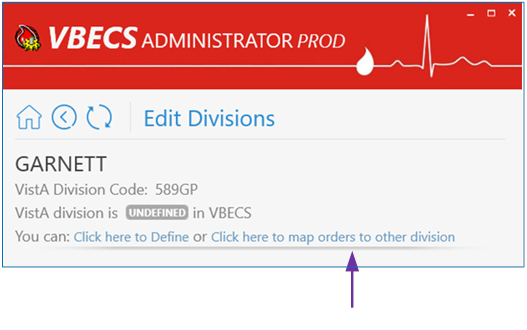 VBECS ADMINISTRATOR PROD
Edit Divisions
GARNETT
VistA Division Code: 589GP
VistA division is UNDEFINED in VBECS
You can: Click here to Define or Click here to map orders to other division